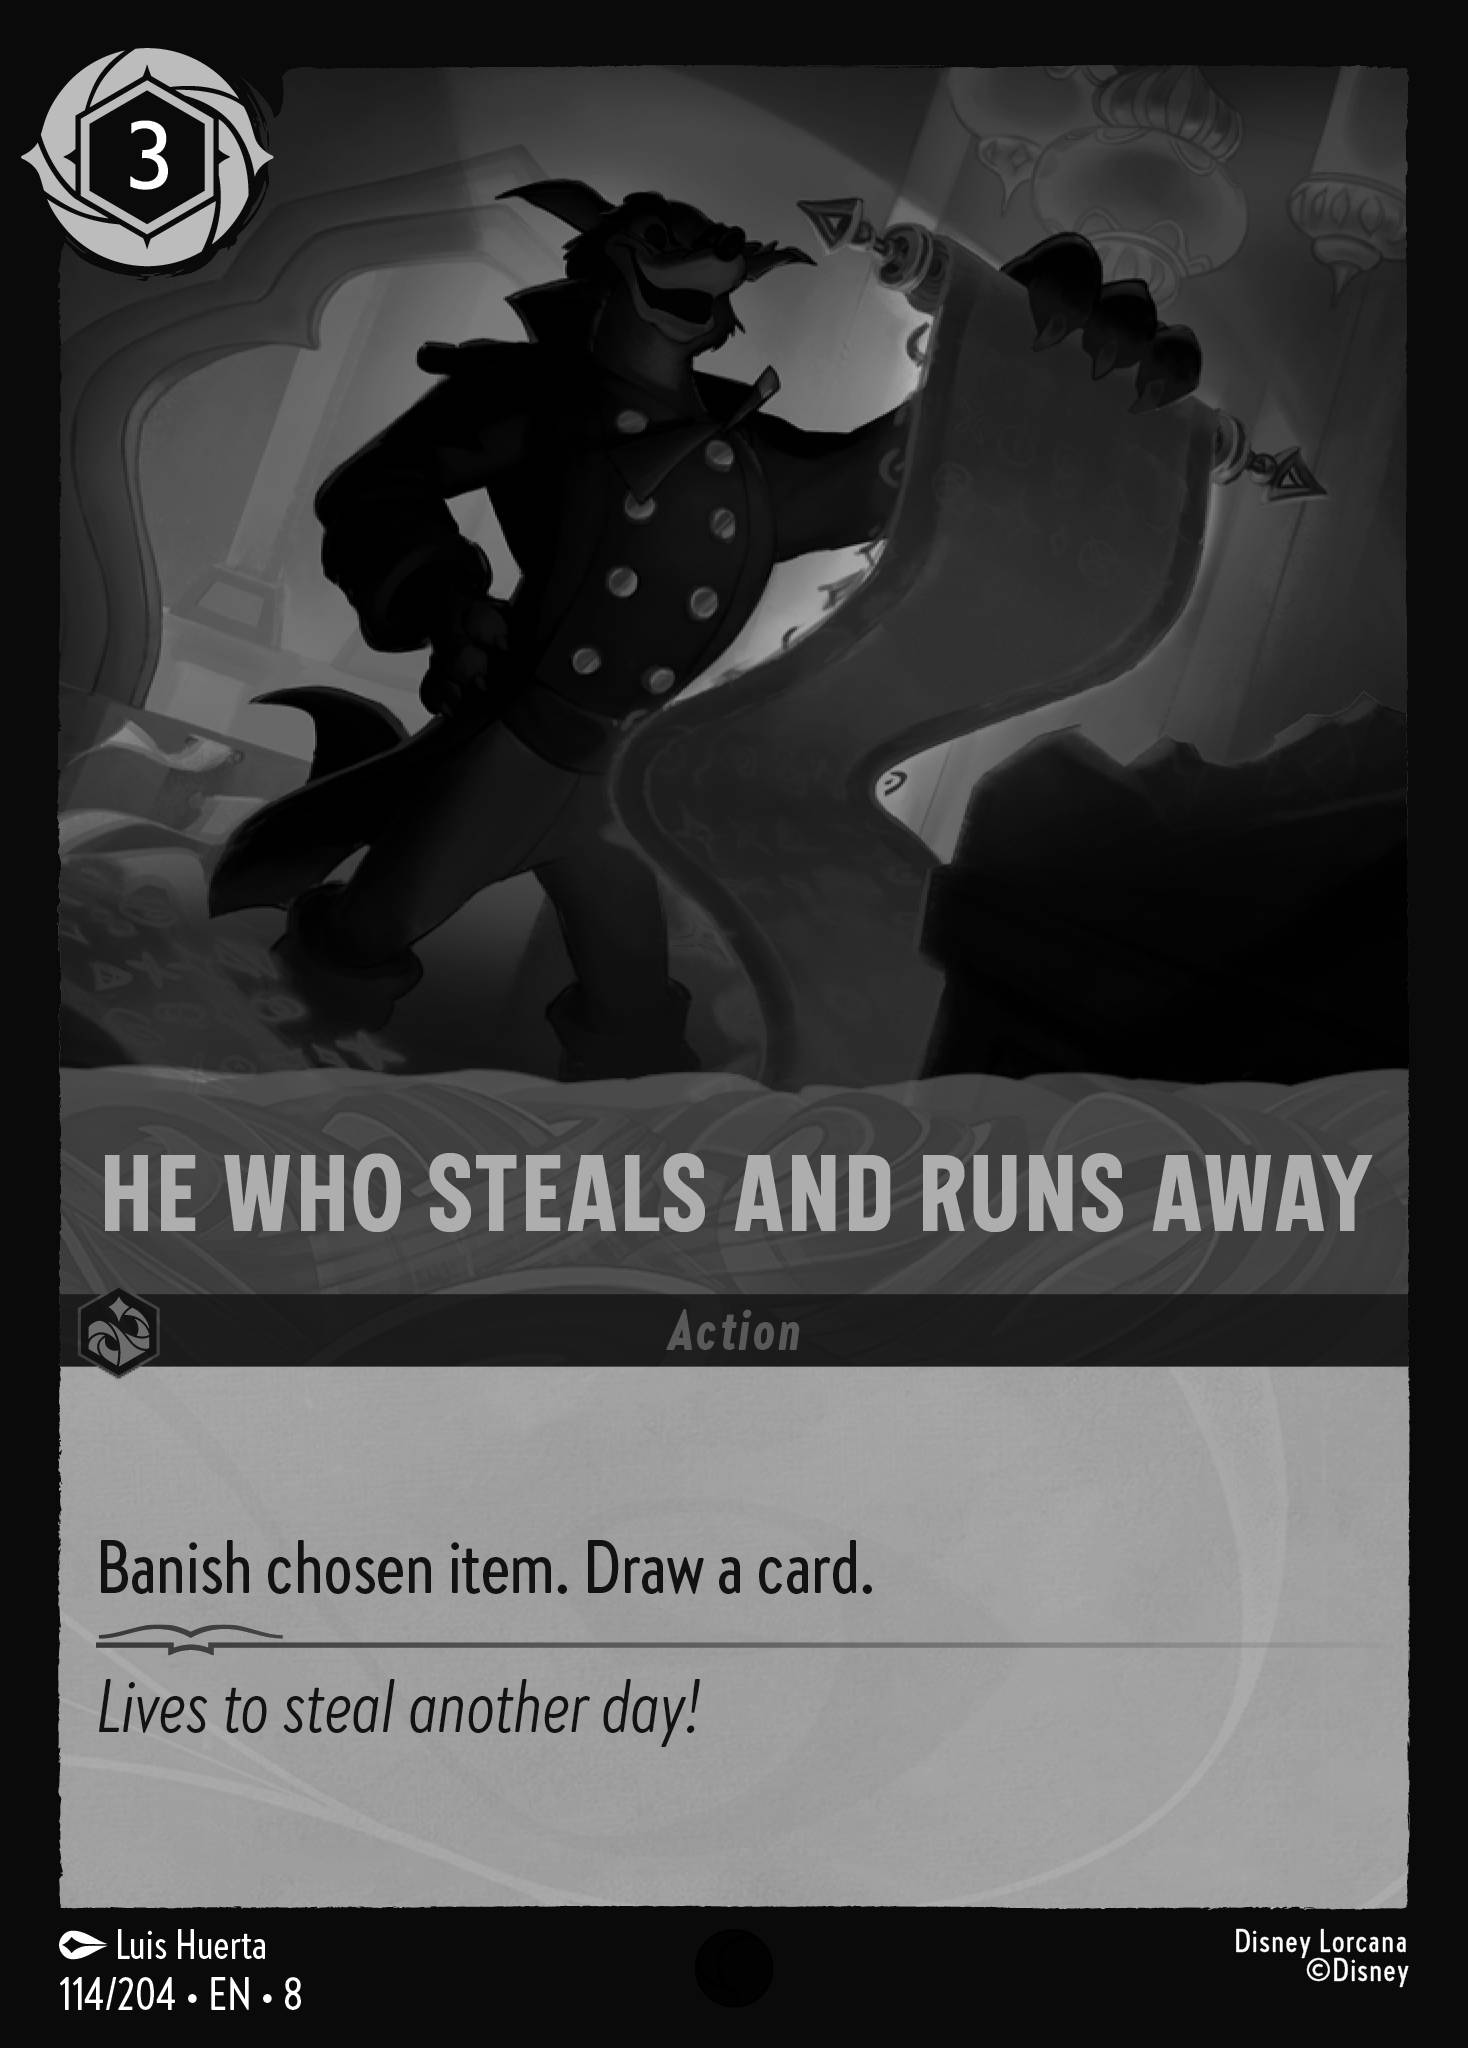 3
HE WHO STEALS AND RUNS AWAY
Action
Banish chosen item. Draw a card.
Lives to steal another day!
Luis Huerta
114/204 • EN • 8
Disney Lorcana
©Disney